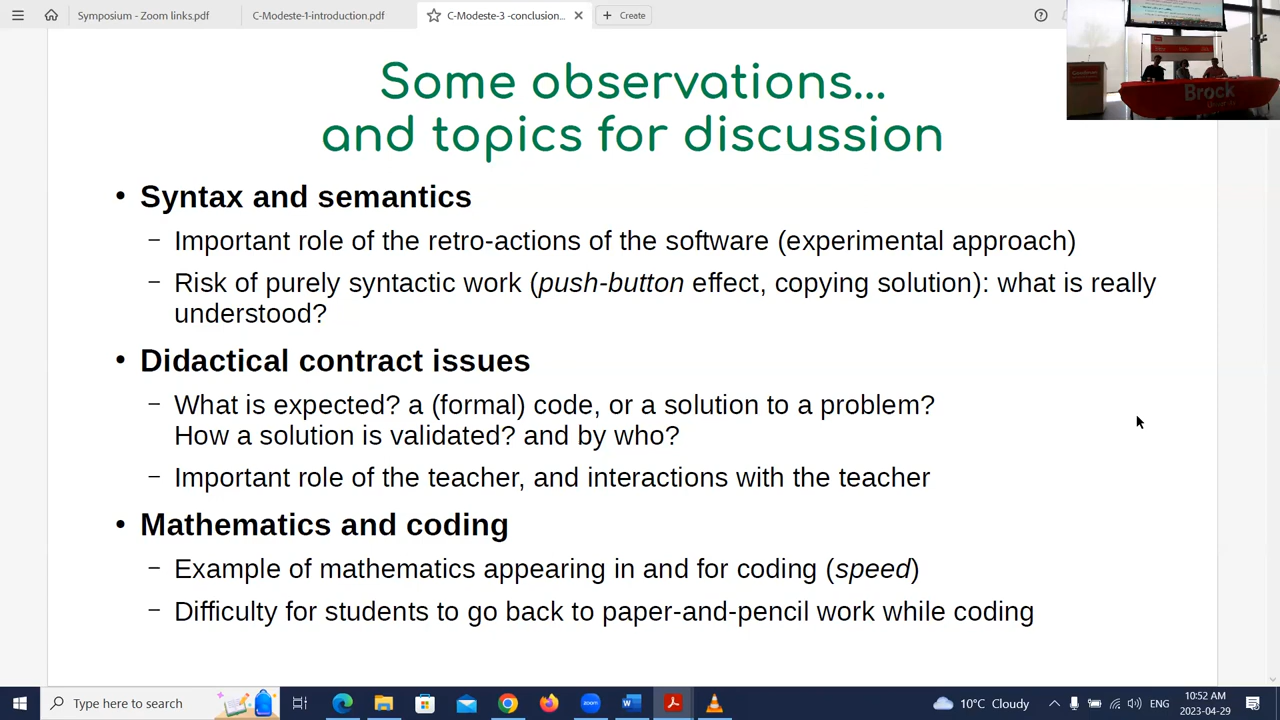 Symposium - Zoom links.pdf
C-Modeste-1-introduction.pdf
C-Modeste-3 -conclusion...
Create
Brock
Some observations...
and topics for discussion
• Syntax and semantics
– Important role of the retro-actions of the software (experimental approach)
– Risk of purely syntactic work (push-button effect, copying solution): what is really
understood?
• Didactical contract issues
– What is expected? a (formal) code, or a solution to a problem?
How a solution is validated? and by who?
– Important role of the teacher, and interactions with the teacher
• Mathematics and coding
– Example of mathematics appearing in and for coding (speed)
– Difficulty for students to go back to paper-and-pencil work while coding
Type here to search
zoom
10°C Cloudy
ENG
10:52 AM
2023-04-29